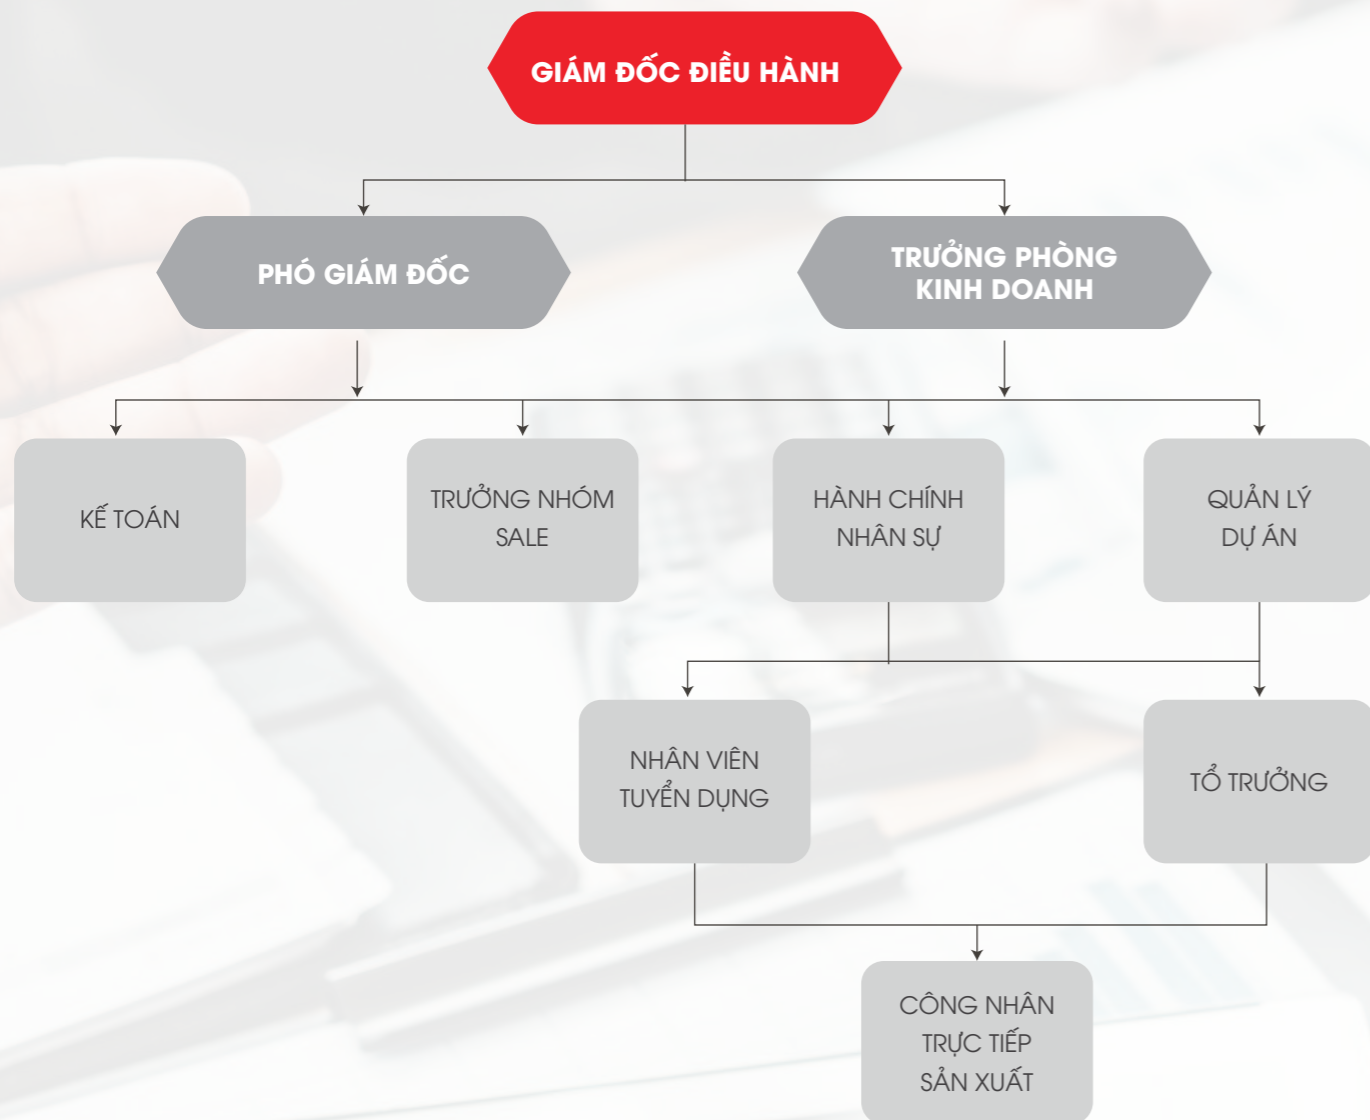 GIÁM ĐỐC ĐIỀU HÀNH
PHÓ GIÁM ĐỐC
TRƯỞNG PHÒNG
KINH DOANH
KẾ TOÁN
TRƯỞNG NHÓM
SALE
HÀNH CHÍNH
NHÂN SỰ
QUẢN LÝ
DỰ ÁN
NHÂN VIÊN
TUYỂN DỤNG
TỔ TRƯỞNG
CÔNG NHÂN
TRỰC TIẾP
SẢN XUẤT